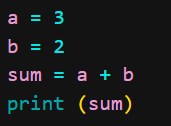 a = 3
b = 2
sum = a + b
print (sum)